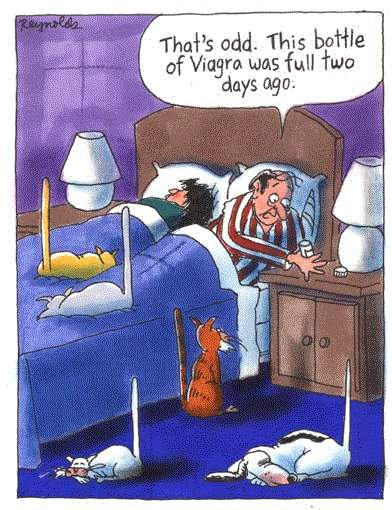 Reynolds
That's odd. This bottle
of Viagra was full two
days ago.